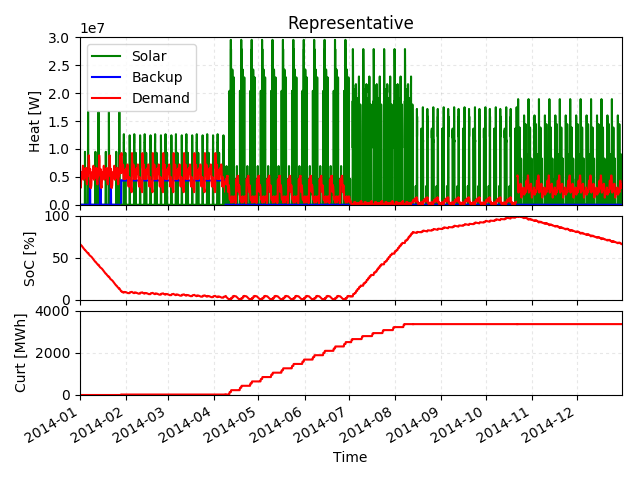 Representative
1e7
3.0
2.5
2.0
1.5
1.0
0.5
0.0
Heat [W]
Solar
Backup
Demand
100
50
0
SoC [%]
4000
2000
0
Curt [MWh]
2014-01
2014-02
2014-03
2014-04
2014-05
2014-06
2014-07
2014-08
2014-09
2014-10
2014-11
2014-12
Time